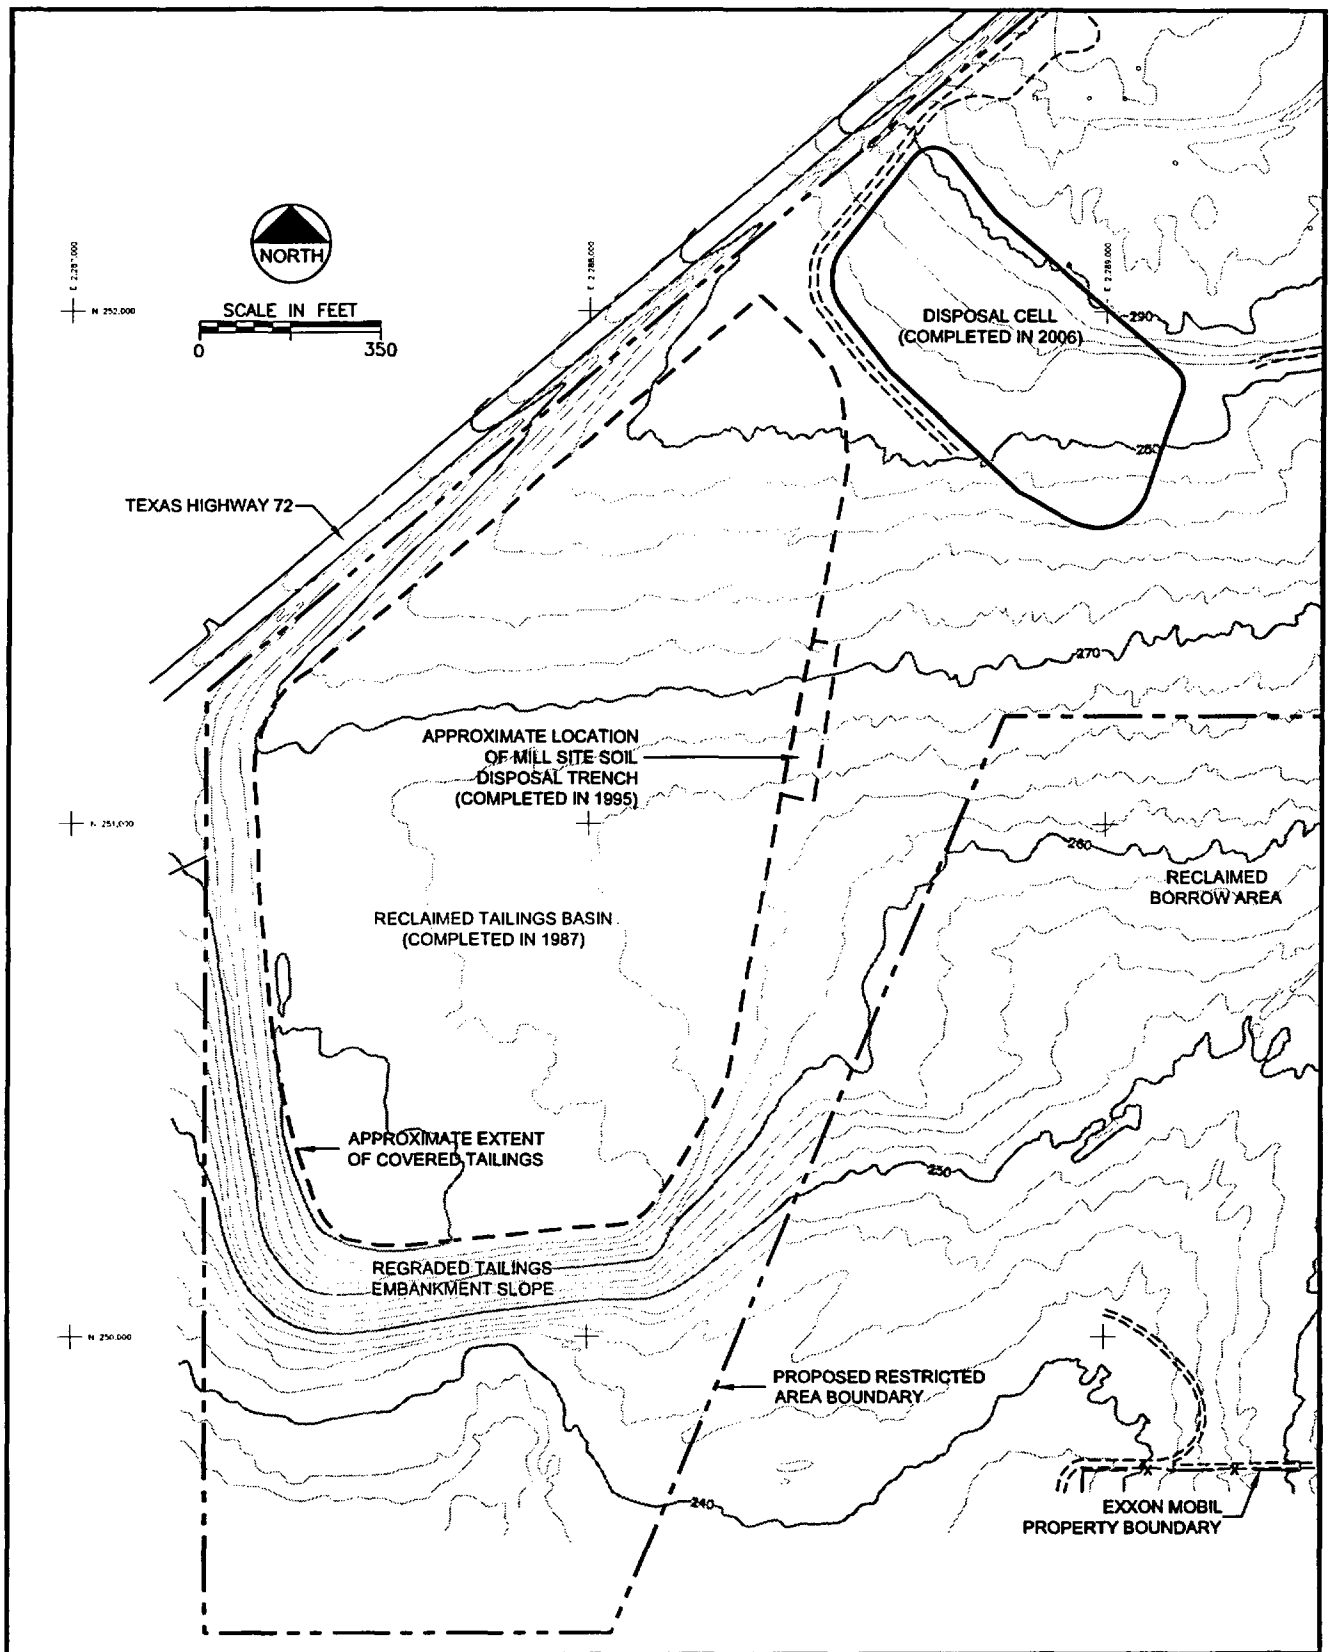 NORTH
SCALE IN FEET
0 350
E 2,287,000
E 2,288,000
E 2,289,000
N 252,000
DISPOSAL CELL
(COMPLETED IN 2006)
290
280
TEXAS HIGHWAY 72
270
APPROXIMATE LOCATION
OF MILL SITE SOIL
DISPOSAL TRENCH
(COMPLETED IN 1995)
N 251,000
260
RECLAIMED
BORROW AREA
RECLAIMED TAILINGS BASIN
(COMPLETED IN 1987)
APPROXIMATE EXTENT
OF COVERED TAILINGS
250
REGRADED TAILINGS
EMBANKMENT SLOPE
N 250,000
PROPOSED RESTRICTED
AREA BOUNDARY
240
X X
EXXON MOBIL
PROPERTY BOUNDARY